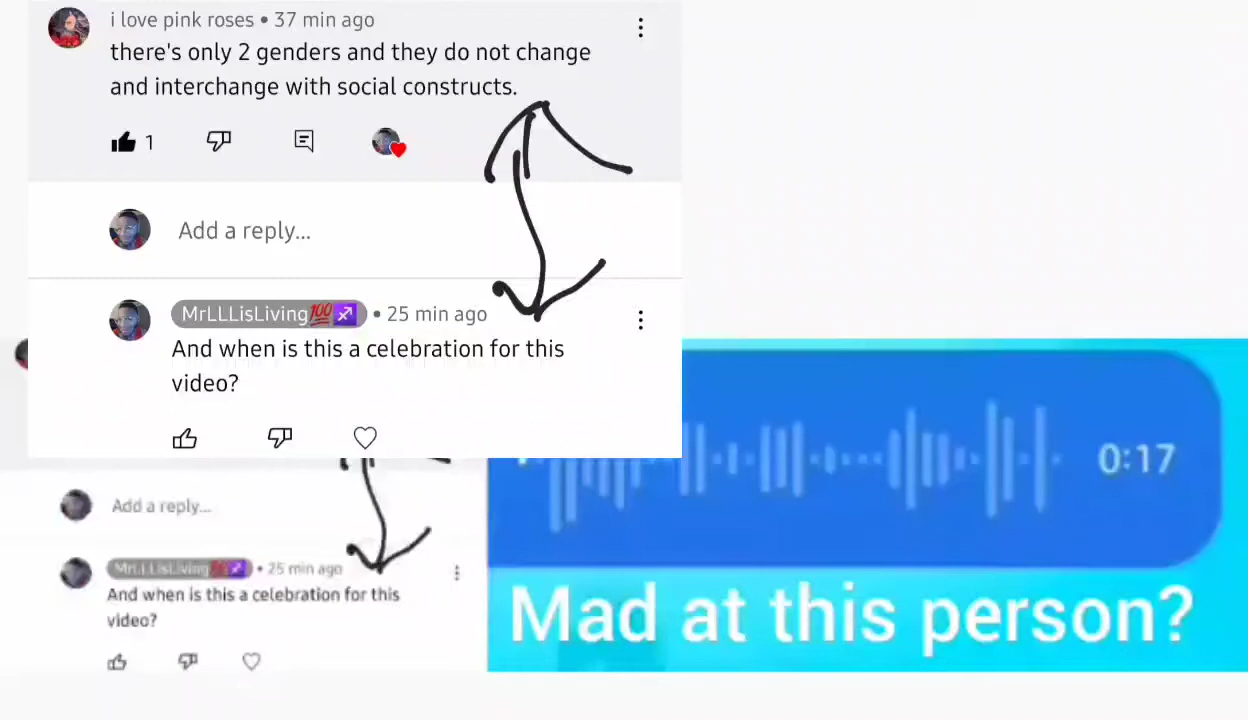 i love pink roses • 37 min ago
there's only 2 genders and they do not change
and interchange with social constructs.
1
Add a reply...
MrLLLisLiving💯♐ • 25 min ago
And when is this a celebration for this
video?
0:17
Add a reply...
MrLLLisLiving💯♐ • 25 min ago
And when is this a celebration for this
video?
Mad at this person?